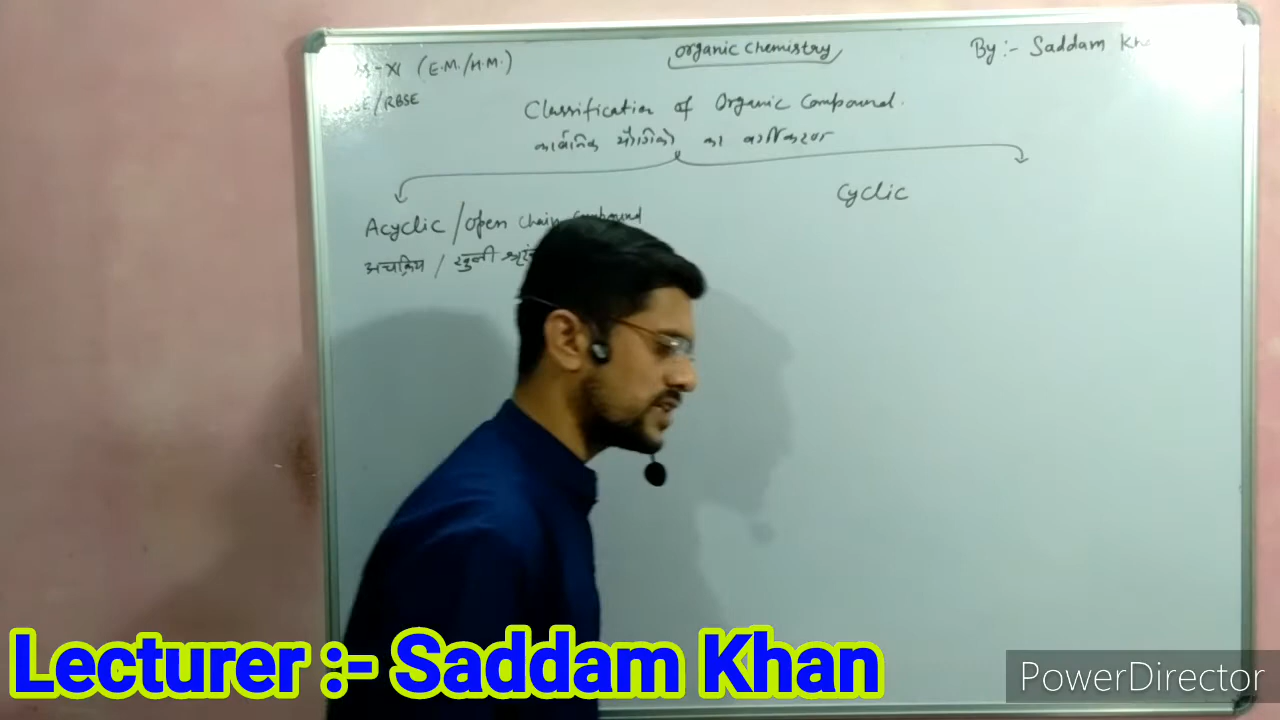 -XI (E.M./H.M.)
Organic Chemistry
By :- Saddam Kh
/RBSE
Classification of Organic Compound.
कार्बनिक यौगिकों का वर्गीकरण
Cyclic
Acyclic / Open Chain Compound
अचक्रिय / खुली
Lecturer :- Saddam Khan
PowerDirector